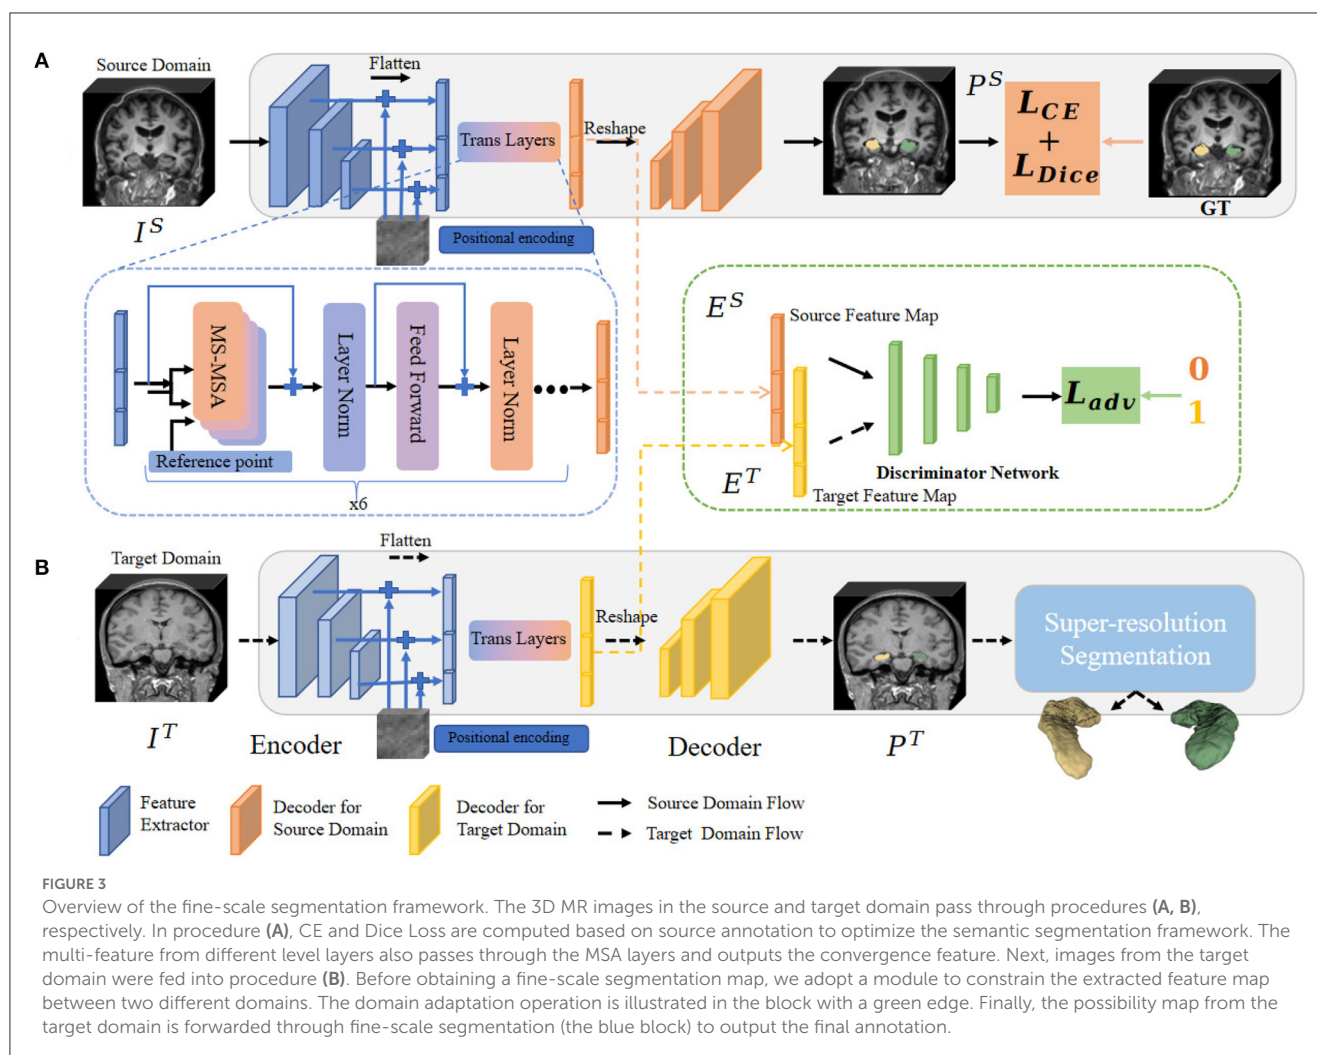 A
Source Domain
Flatten
Trans Layers
Reshape
P^S
L_CE
+
L_Dice
GT
I^S
Positional encoding
MS-MSA
Layer Norm
Feed Forward
Layer Norm
Reference point
x6
E^S
Source Feature Map
L_adv
0
1
Discriminator Network
E^T
Target Feature Map
B
Target Domain
Flatten
Trans Layers
Reshape
Super-resolution
Segmentation
I^T
Encoder
Positional encoding
Decoder
P^T
Feature
Extractor
Decoder for
Source Domain
Decoder for
Target Domain
Source Domain Flow
Target Domain Flow
FIGURE 3
Overview of the fine-scale segmentation framework. The 3D MR images in the source and target domain pass through procedures (A, B),
respectively. In procedure (A), CE and Dice Loss are computed based on source annotation to optimize the semantic segmentation framework. The
multi-feature from different level layers also passes through the MSA layers and outputs the convergence feature. Next, images from the target
domain were fed into procedure (B). Before obtaining a fine-scale segmentation map, we adopt a module to constrain the extracted feature map
between two different domains. The domain adaptation operation is illustrated in the block with a green edge. Finally, the possibility map from the
target domain is forwarded through fine-scale segmentation (the blue block) to output the final annotation.